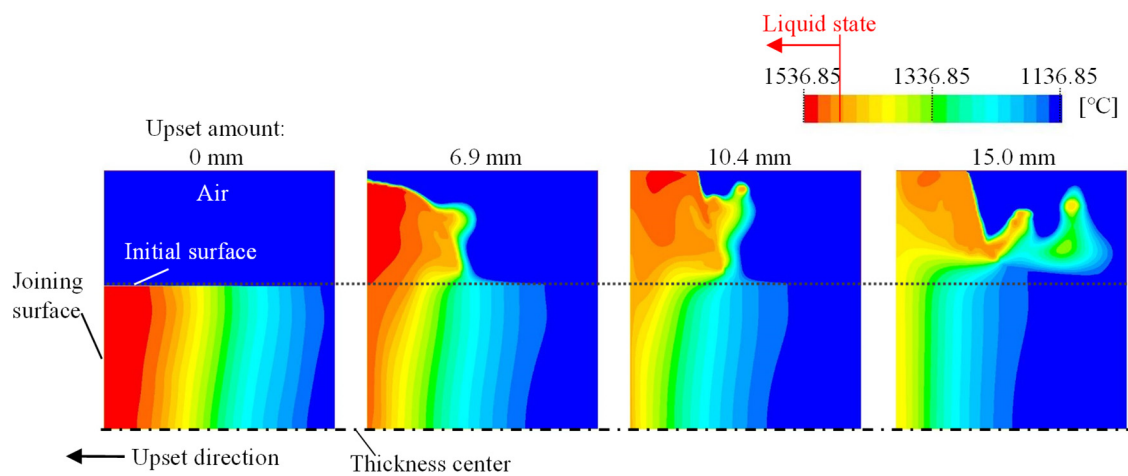 Liquid state
1536.85 1336.85 1136.85
[°C]
Upset amount:
0 mm 6.9 mm 10.4 mm 15.0 mm
Air
Initial surface
Joining
surface
Upset direction
Thickness center